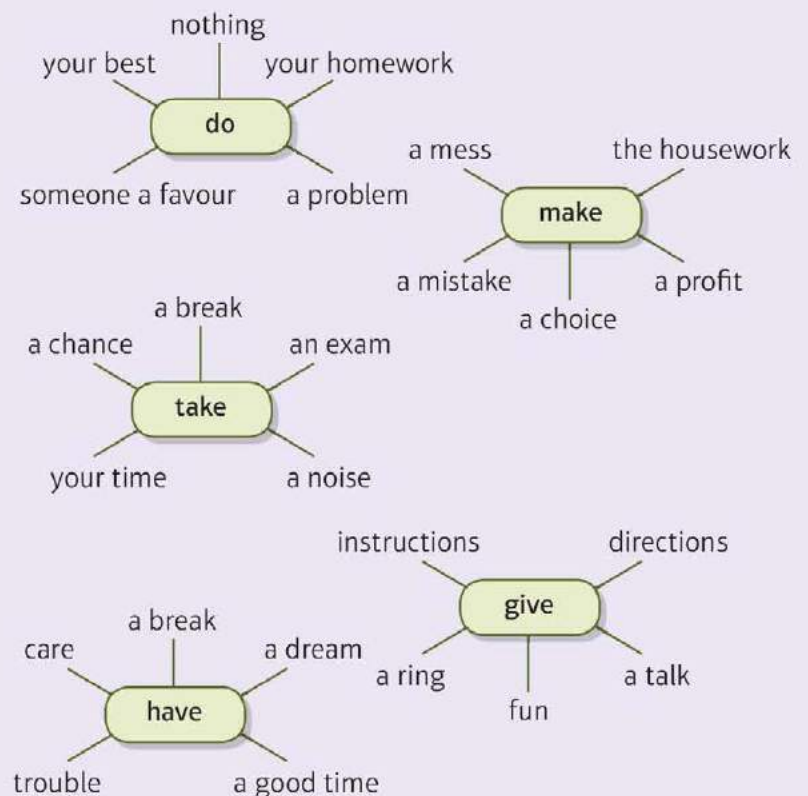 nothing
your best
your homework
do
someone a favour
a problem
a mess
the housework
make
a mistake
a profit
a choice
a break
a chance
an exam
take
your time
a noise
instructions
directions
give
a ring
a talk
fun
a break
care
a dream
have
trouble
a good time